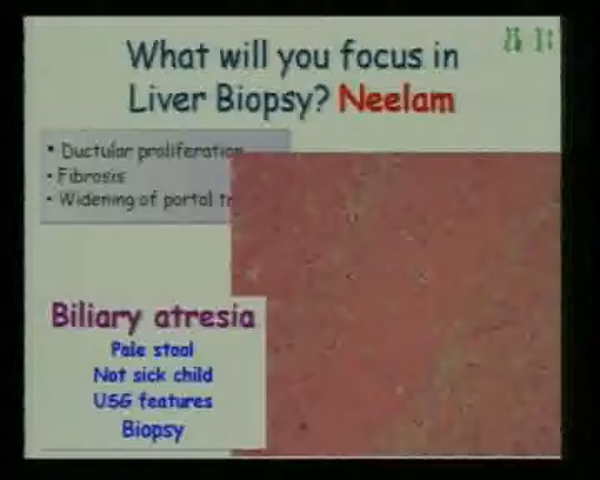 What will you focus in
Liver Biopsy? Neelam
• Ductular proliferation
• Fibrosis
• Widening of portal tr
Biliary atresia
Pale stool
Not sick child
USG features
Biopsy